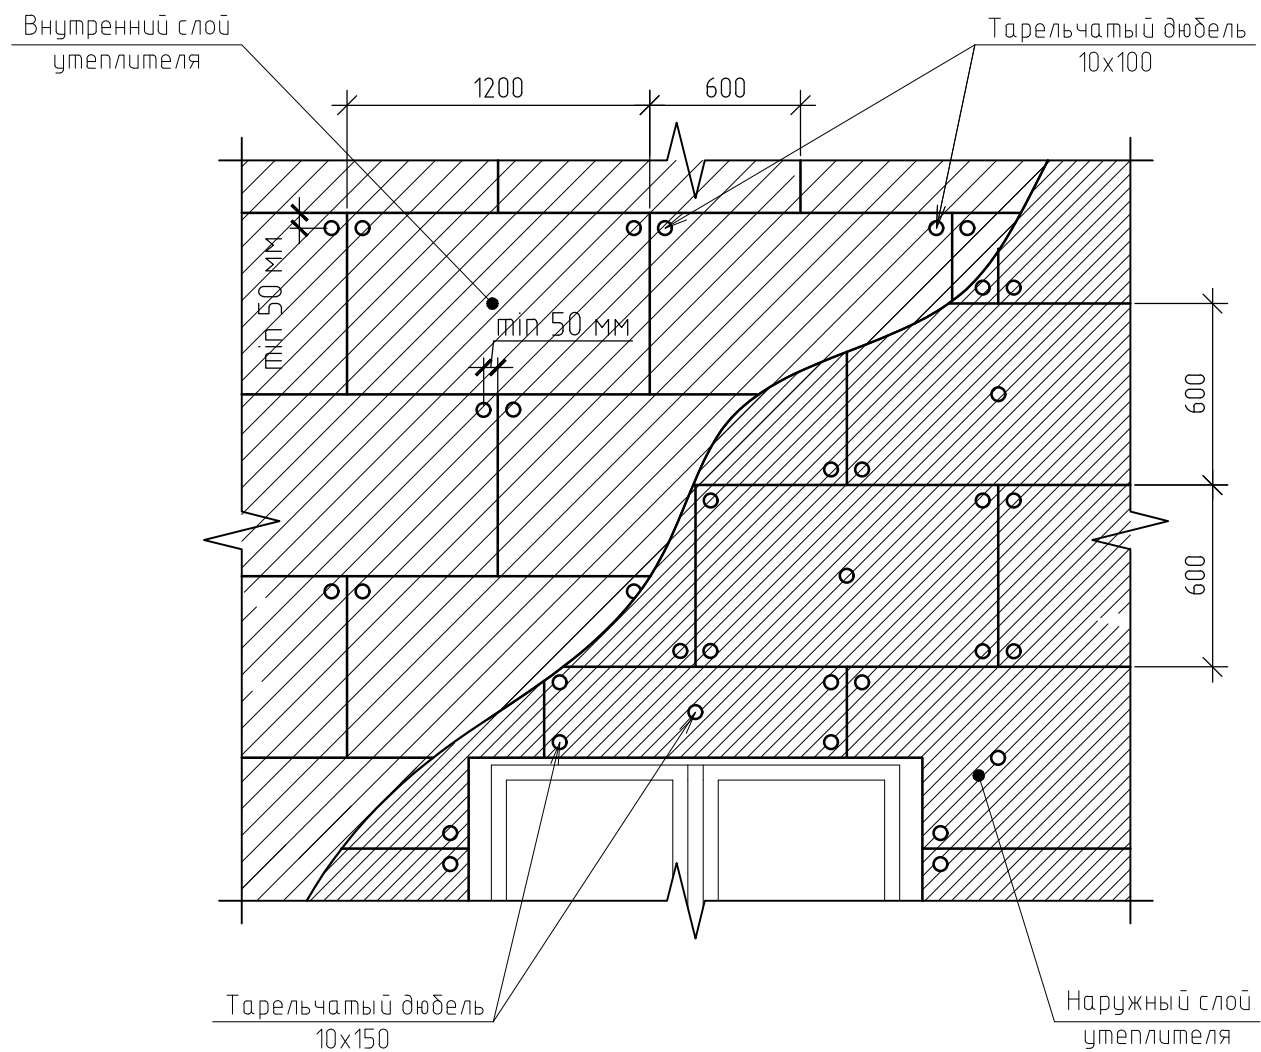 Внутренний слой
утеплителя
Тарельчатый дюбель
10х100
1200
600
min 50 мм
min 50 мм
600
600
Тарельчатый дюбель
10х150
Наружный слой
утеплителя